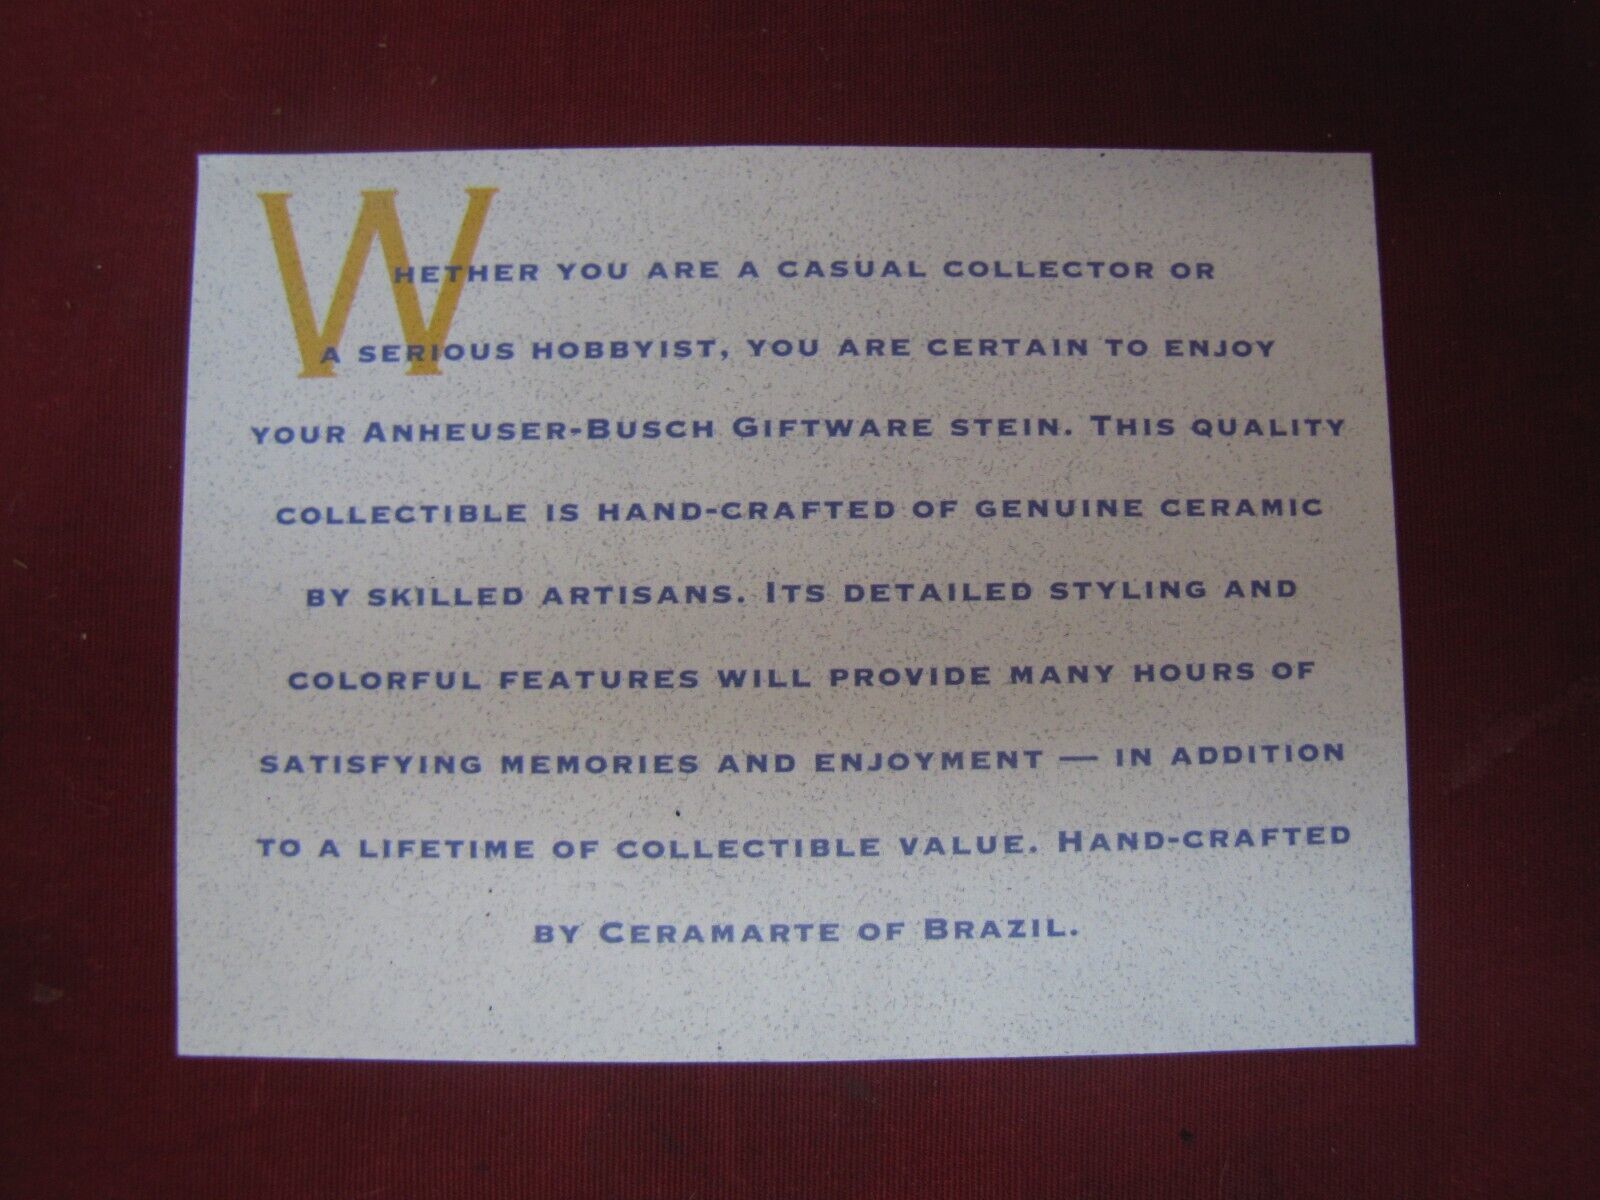 WHETHER YOU ARE A CASUAL COLLECTOR OR
A SERIOUS HOBBYIST, YOU ARE CERTAIN TO ENJOY
YOUR ANHEUSER-BUSCH GIFTWARE STEIN. THIS QUALITY
COLLECTIBLE IS HAND-CRAFTED OF GENUINE CERAMIC
BY SKILLED ARTISANS. ITS DETAILED STYLING AND
COLORFUL FEATURES WILL PROVIDE MANY HOURS OF
SATISFYING MEMORIES AND ENJOYMENT — IN ADDITION
TO A LIFETIME OF COLLECTIBLE VALUE. HAND-CRAFTED
BY CERAMARTE OF BRAZIL.